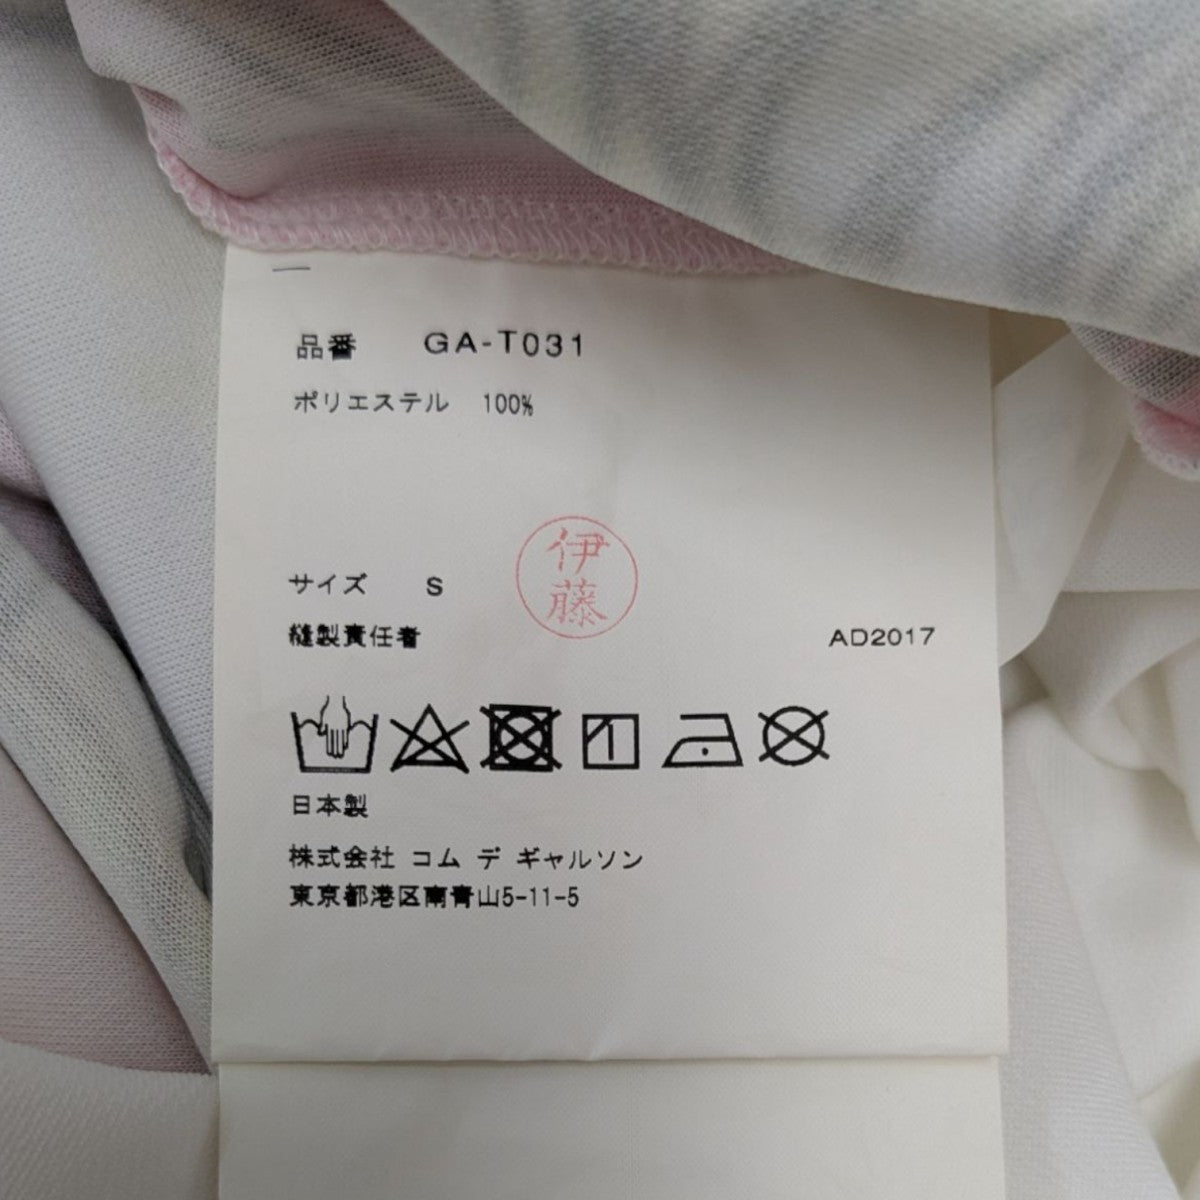 品番 GA-T031
ポリエステル 100%
伊藤
サイズ S
縫製責任者 AD2017
日本製
株式会社 コム デ ギャルソン
東京都港区南青山5-11-5